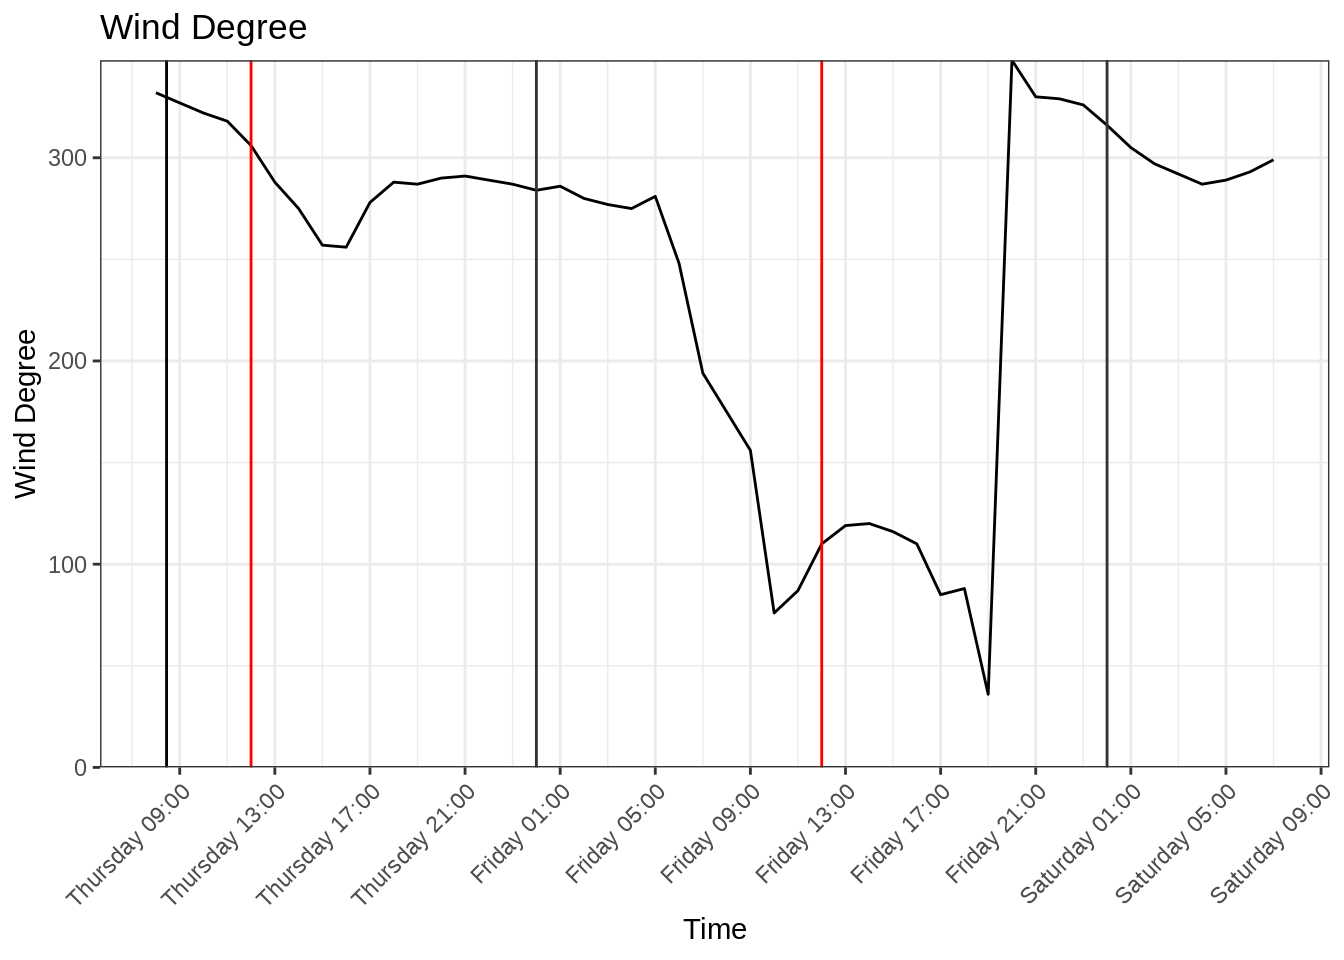 Wind Degree
Wind Degree
300
200
100
0
Thursday 09:00
Thursday 13:00
Thursday 17:00
Thursday 21:00
Friday 01:00
Friday 05:00
Friday 09:00
Friday 13:00
Friday 17:00
Friday 21:00
Saturday 01:00
Saturday 05:00
Saturday 09:00
Time